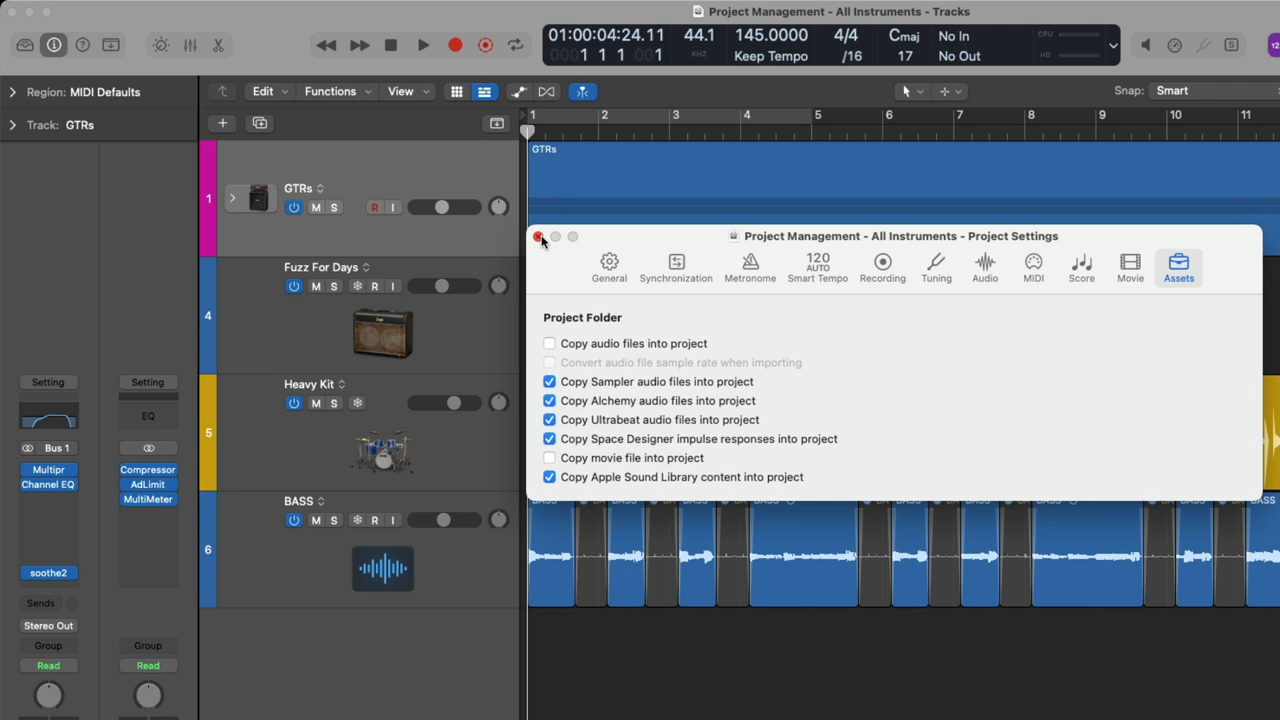 Project Management - All Instruments - Tracks
01:00:04:24.11 44.1 145.0000 4/4 Cmaj No In CPU
0001 1 1 001 KHZ Keep Tempo /16 17 No Out HD
12
Region: MIDI Defaults
Edit Functions View Snap: Smart
Track: GTRs
1 2 3 4 5 6 7 8 9 10 11
GTRs
1
GTRs
M S R I
Project Management - All Instruments - Project Settings
120
AUTO
General Synchronization Metronome Smart Tempo Recording Tuning Audio MIDI Score Movie Assets
Fuzz For Days
M S R I
4
Project Folder
Copy audio files into project
Convert audio file sample rate when importing
Copy Sampler audio files into project
Copy Alchemy audio files into project
Copy Ultrabeat audio files into project
Copy Space Designer impulse responses into project
Copy movie file into project
Copy Apple Sound Library content into project
Heavy Kit
M S
5
BASS
M S R I
6
BASS
Setting Setting
EQ
Bus 1
Multipr Compressor
Channel EQ AdLimit
MultiMeter
soothe2
Sends
Stereo Out
Group Group
Read Read